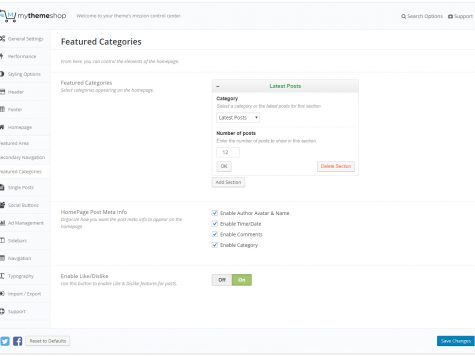 mythemeshop
Welcome to your theme's mission control center.
Search Options
Support
General Settings
Performance
Styling Options
Header
Footer
Homepage
Featured Area
Secondary Navigation
Featured Categories
Single Posts
Social Buttons
Ad Management
Sidebars
Navigation
Typography
Import / Export
Support
Featured Categories
From here, you can control the elements of the homepage.
Featured Categories
Select categories appearing on the homepage.
Latest Posts
Category
Select a category or the latest posts for this section
Latest Posts
Number of posts
Enter the number of posts to show in this section.
12
OK
Delete Section
Add Section
HomePage Post Meta Info
Organize how you want the post meta info to appear on the
homepage
Enable Author Avatar & Name
Enable Time/Date
Enable Comments
Enable Category
Enable Like/Dislike
Use this button to enable Like & Dislike features for posts.
Off
On
Reset to Defaults
Save Changes